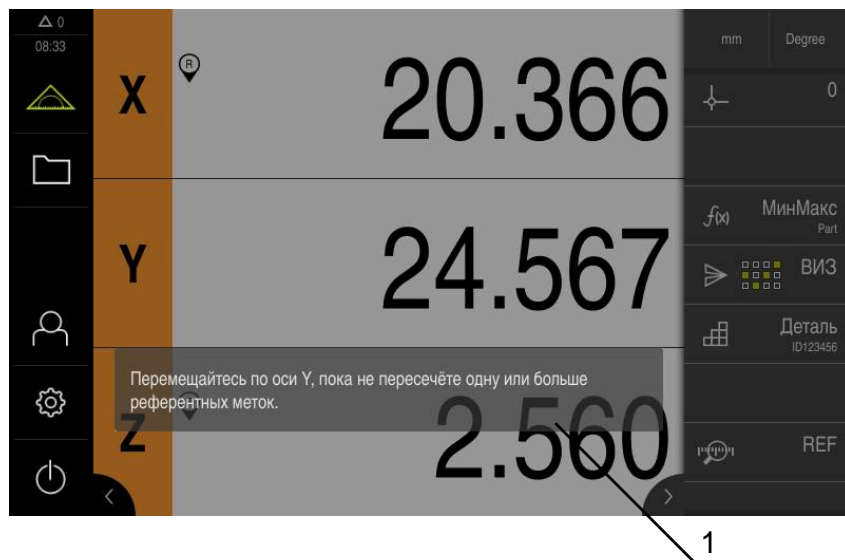 0
08:33
X
R
20.366
Y
24.567
Z
2.560
Перемещайтесь по оси Y, пока не пересечёте одну или больше
референтных меток.
mm
Degree
0
f(x)
МинМакс
Part
ВИЗ
Деталь
ID123456
REF
1